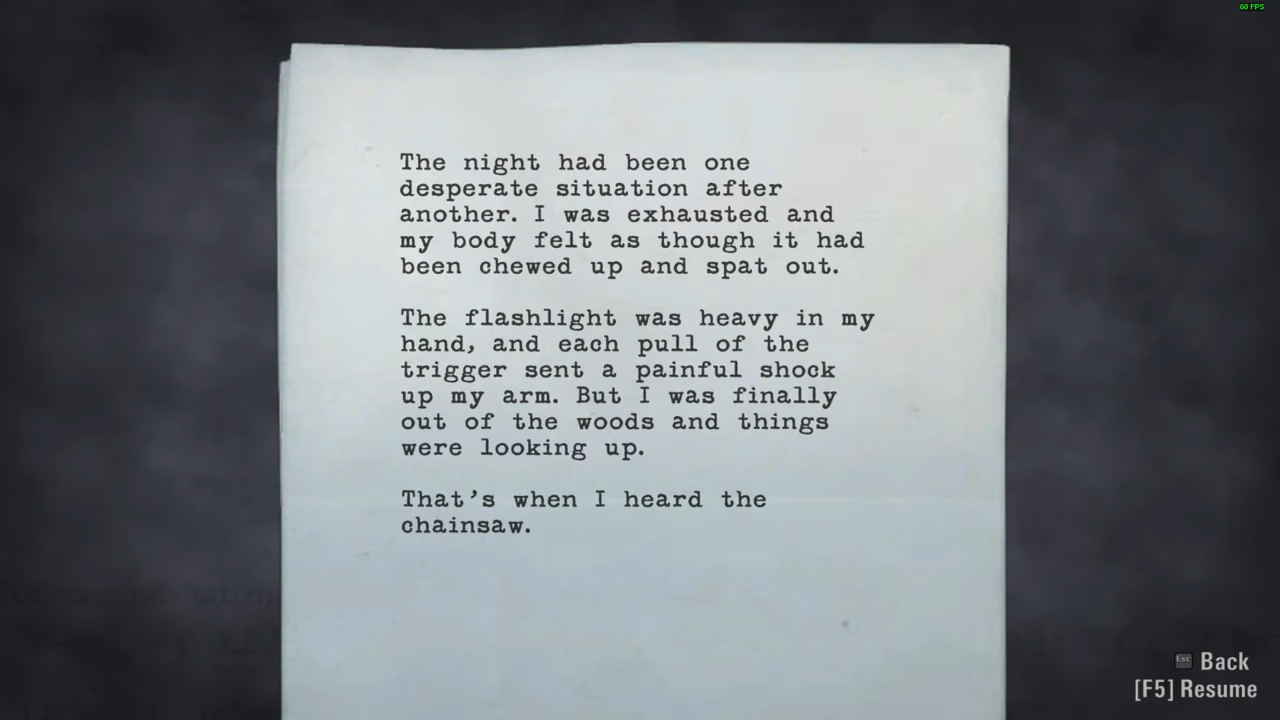 60 FPS
The night had been one
desperate situation after
another. I was exhausted and
my body felt as though it had
been chewed up and spat out.
The flashlight was heavy in my
hand, and each pull of the
trigger sent a painful shock
up my arm. But I was finally
out of the woods and things
were looking up.
That's when I heard the
chainsaw.
Esc Back
[F5] Resume